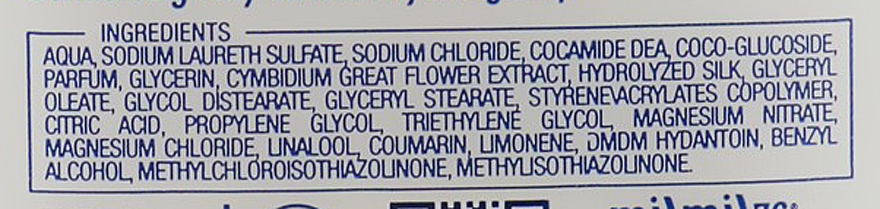 INGREDIENTS
AQUA, SODIUM LAURETH SULFATE, SODIUM CHLORIDE, COCAMIDE DEA, COCO-GLUCOSIDE,
PARFUM, GLYCERIN, CYMBIDIUM GREAT FLOWER EXTRACT, HYDROLYZED SILK, GLYCERYL
OLEATE, GLYCOL DISTEARATE, GLYCERYL STEARATE, STYRENE\ACRYLATES COPOLYMER,
CITRIC ACID, PROPYLENE GLYCOL, TRIETHYLENE GLYCOL, MAGNESIUM NITRATE,
MAGNESIUM CHLORIDE, LINALOOL, COUMARIN, LIMONENE, DMDM HYDANTOIN, BENZYL
ALCOHOL, METHYLCHLOROISOTHIAZOLINONE, METHYLISOTHIAZOLINONE.